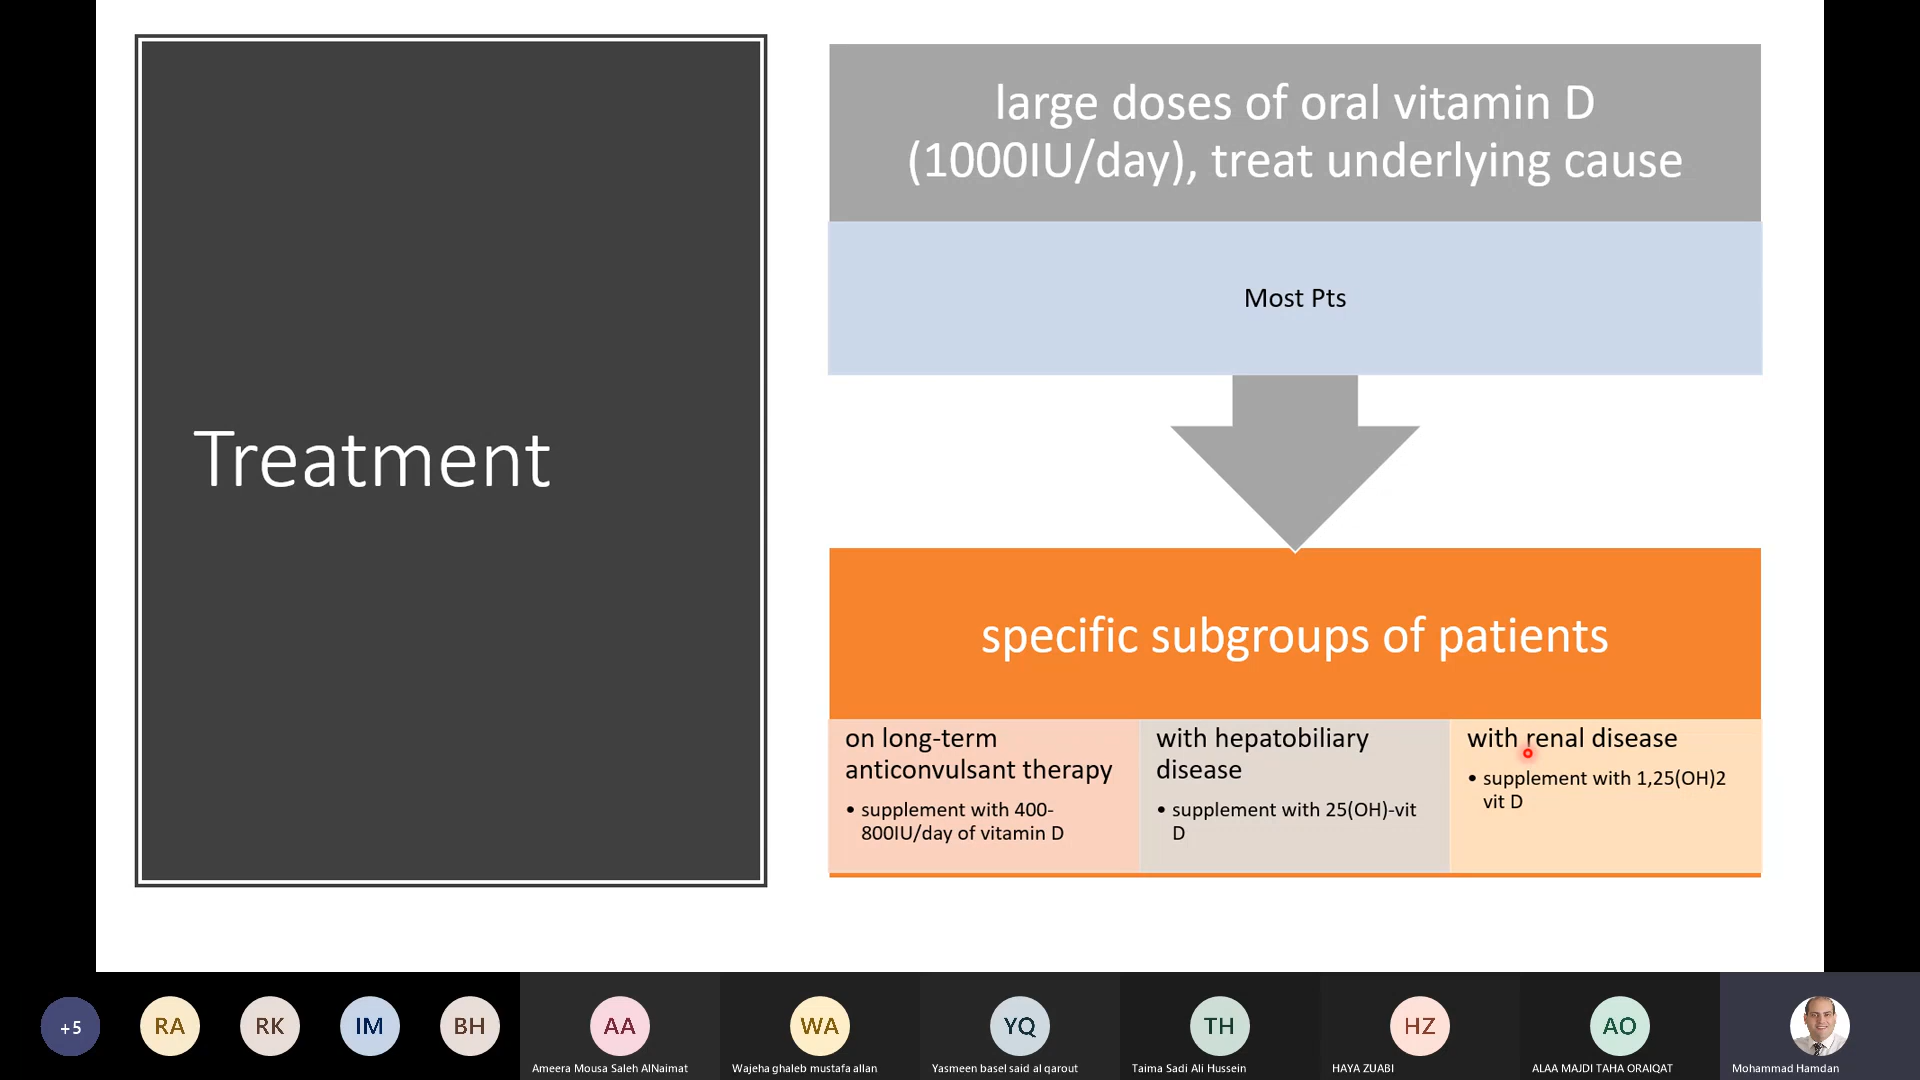 Treatment
large doses of oral vitamin D
(1000IU/day), treat underlying cause
Most Pts
specific subgroups of patients
on long-term
anticonvulsant therapy
• supplement with 400-
800IU/day of vitamin D
with hepatobiliary
disease
• supplement with 25(OH)-vit
D
with renal disease
• supplement with 1,25(OH)2
vit D
+5
RA
RK
IM
BH
AA
Ameera Mousa Saleh AlNaimat
WA
Wajeha ghaleb mustafa allan
YQ
Yasmeen basel said al qarout
TH
Taima Sadi Ali Hussein
HZ
HAYA ZUABI
AO
ALAA MAJDI TAHA ORAIQAT
Mohammad Hamdan